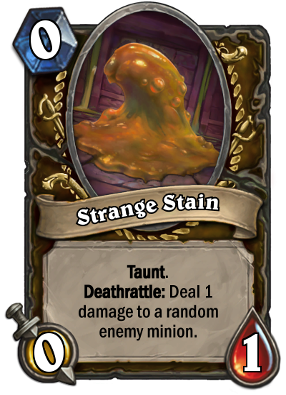 0
Strange Stain
Taunt.
Deathrattle: Deal 1
damage to a random
enemy minion.
0
1